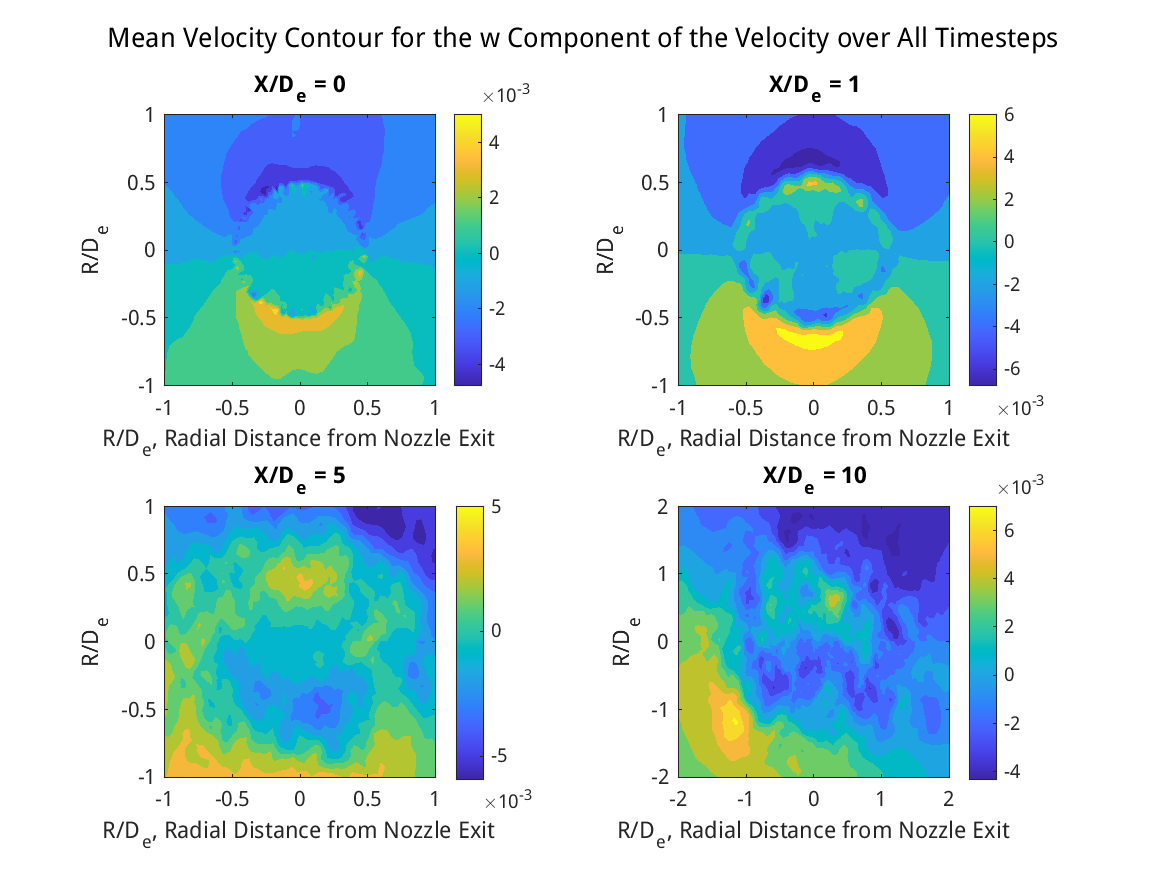 Mean Velocity Contour for the w Component of the Velocity over All Timesteps
X/De = 0
×10-3
1
0.5
0
-0.5
-1
R/De
-1 -0.5 0 0.5 1
R/De, Radial Distance from Nozzle Exit
4
2
0
-2
-4
X/De = 1
1
0.5
0
-0.5
-1
R/De
-1 -0.5 0 0.5 1
R/De, Radial Distance from Nozzle Exit
6
4
2
0
-2
-4
-6
×10-3
X/De = 5
1
0.5
0
-0.5
-1
R/De
-1 -0.5 0 0.5 1
R/De, Radial Distance from Nozzle Exit
5
0
-5
×10-3
X/De = 10
×10-3
2
1
0
-1
-2
R/De
-2 -1 0 1 2
R/De, Radial Distance from Nozzle Exit
6
4
2
0
-2
-4